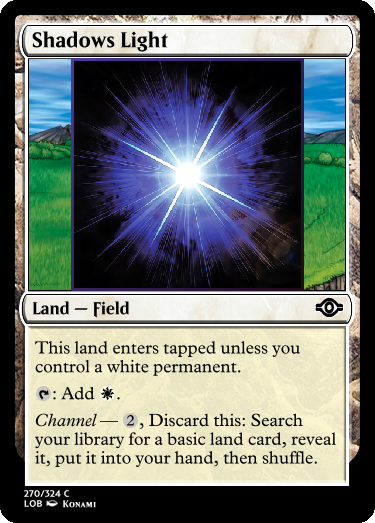 Shadows Light
Land — Field
This land enters tapped unless you
control a white permanent.
: Add .
Channel — 2, Discard this: Search
your library for a basic land card, reveal
it, put it into your hand, then shuffle.
270/324 C
LOB Konami